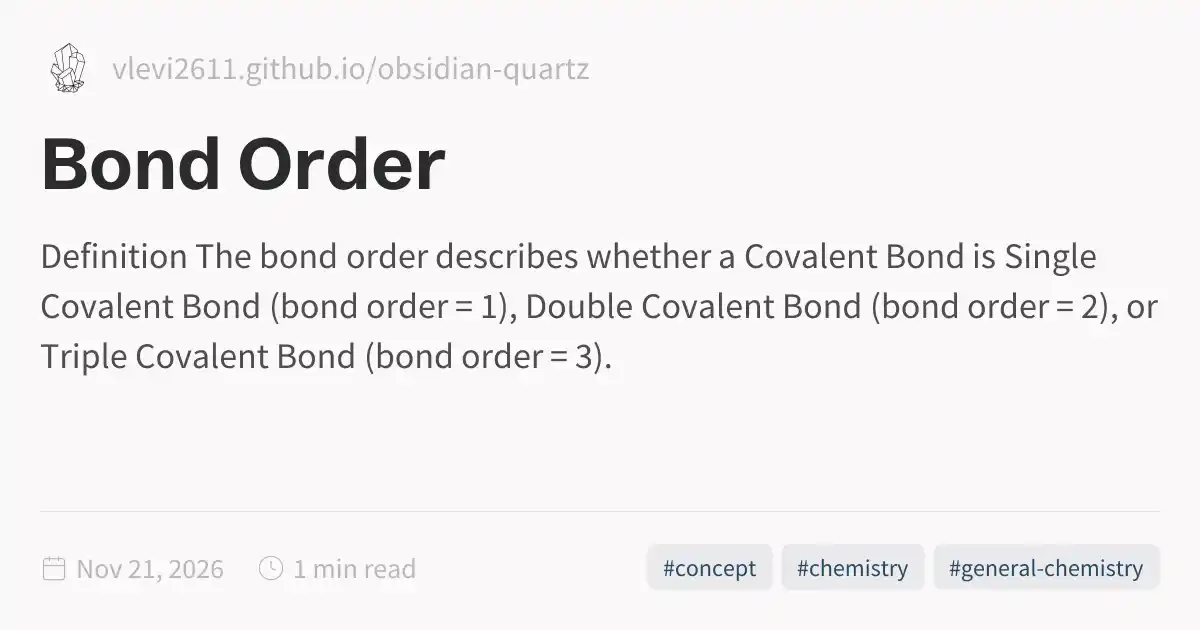 vlevi2611.github.io/obsidian-quartz
Bond Order
Definition The bond order describes whether a Covalent Bond is Single
Covalent Bond (bond order = 1), Double Covalent Bond (bond order = 2), or
Triple Covalent Bond (bond order = 3).
Nov 21, 2026 1 min read #concept #chemistry #general-chemistry